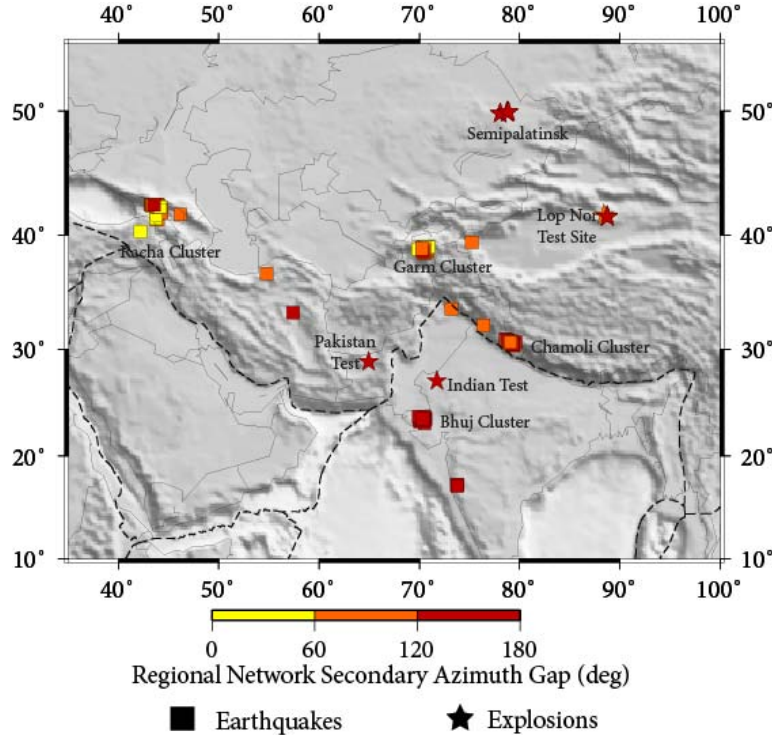 40° 50° 60° 70° 80° 90° 100°
50° 50°
Semipalatinsk
Lop Nor
Test Site
40° 40°
Racha Cluster
Garm Cluster
Pakistan
Test
Chamoli Cluster
30° 30°
Indian Test
Bhuj Cluster
20° 20°
10° 10°
40° 50° 60° 70° 80° 90° 100°
0 60 120 180
Regional Network Secondary Azimuth Gap (deg)
Earthquakes Explosions